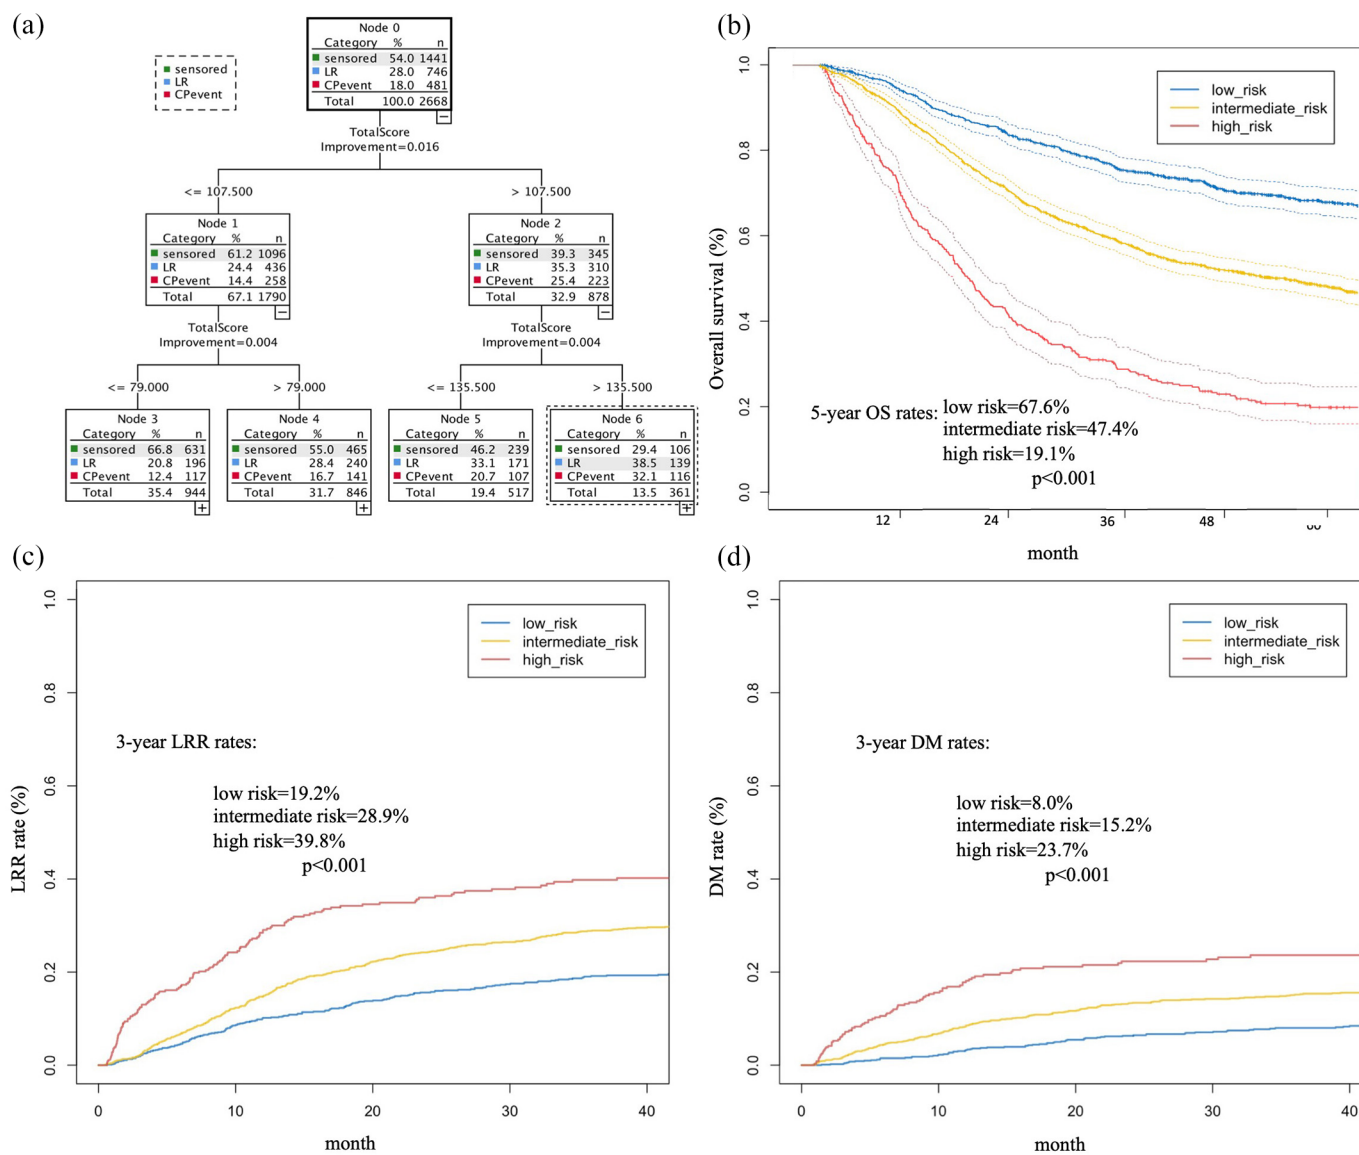 (a)
sensored
LR
CPevent
Node 0
Category % n
sensored 54.0 1441
LR 28.0 746
CPevent 18.0 481
Total 100.0 2668
TotalScore
Improvement=0.016
<= 107.500
> 107.500
Node 1
Category % n
sensored 61.2 1096
LR 24.4 436
CPevent 14.4 258
Total 67.1 1790
Node 2
Category % n
sensored 39.3 345
LR 35.3 310
CPevent 25.4 223
Total 32.9 878
TotalScore
Improvement=0.004
TotalScore
Improvement=0.004
<= 79.000
> 79.000
<= 135.500
> 135.500
Node 3
Category % n
sensored 66.8 631
LR 20.8 196
CPevent 12.4 117
Total 35.4 944
Node 4
Category % n
sensored 55.0 465
LR 28.4 240
CPevent 16.7 141
Total 31.7 846
Node 5
Category % n
sensored 46.2 239
LR 33.1 171
CPevent 20.7 107
Total 19.4 517
Node 6
Category % n
sensored 29.4 106
LR 38.5 139
CPevent 32.1 116
Total 13.5 361
(b)
Overall survival (%)
1.0
0.8
0.6
0.4
0.2
0.0
low_risk
intermediate_risk
high_risk
5-year OS rates: low risk=67.6%
intermediate risk=47.4%
high risk=19.1%
p<0.001
12 24 36 48
month
(c)
LRR rate (%)
1.0
0.8
0.6
0.4
0.2
0.0
low_risk
intermediate_risk
high_risk
3-year LRR rates:
low risk=19.2%
intermediate risk=28.9%
high risk=39.8%
p<0.001
0 10 20 30 40
month
(d)
DM rate (%)
1.0
0.8
0.6
0.4
0.2
0.0
low_risk
intermediate_risk
high_risk
3-year DM rates:
low risk=8.0%
intermediate risk=15.2%
high risk=23.7%
p<0.001
0 10 20 30 40
month